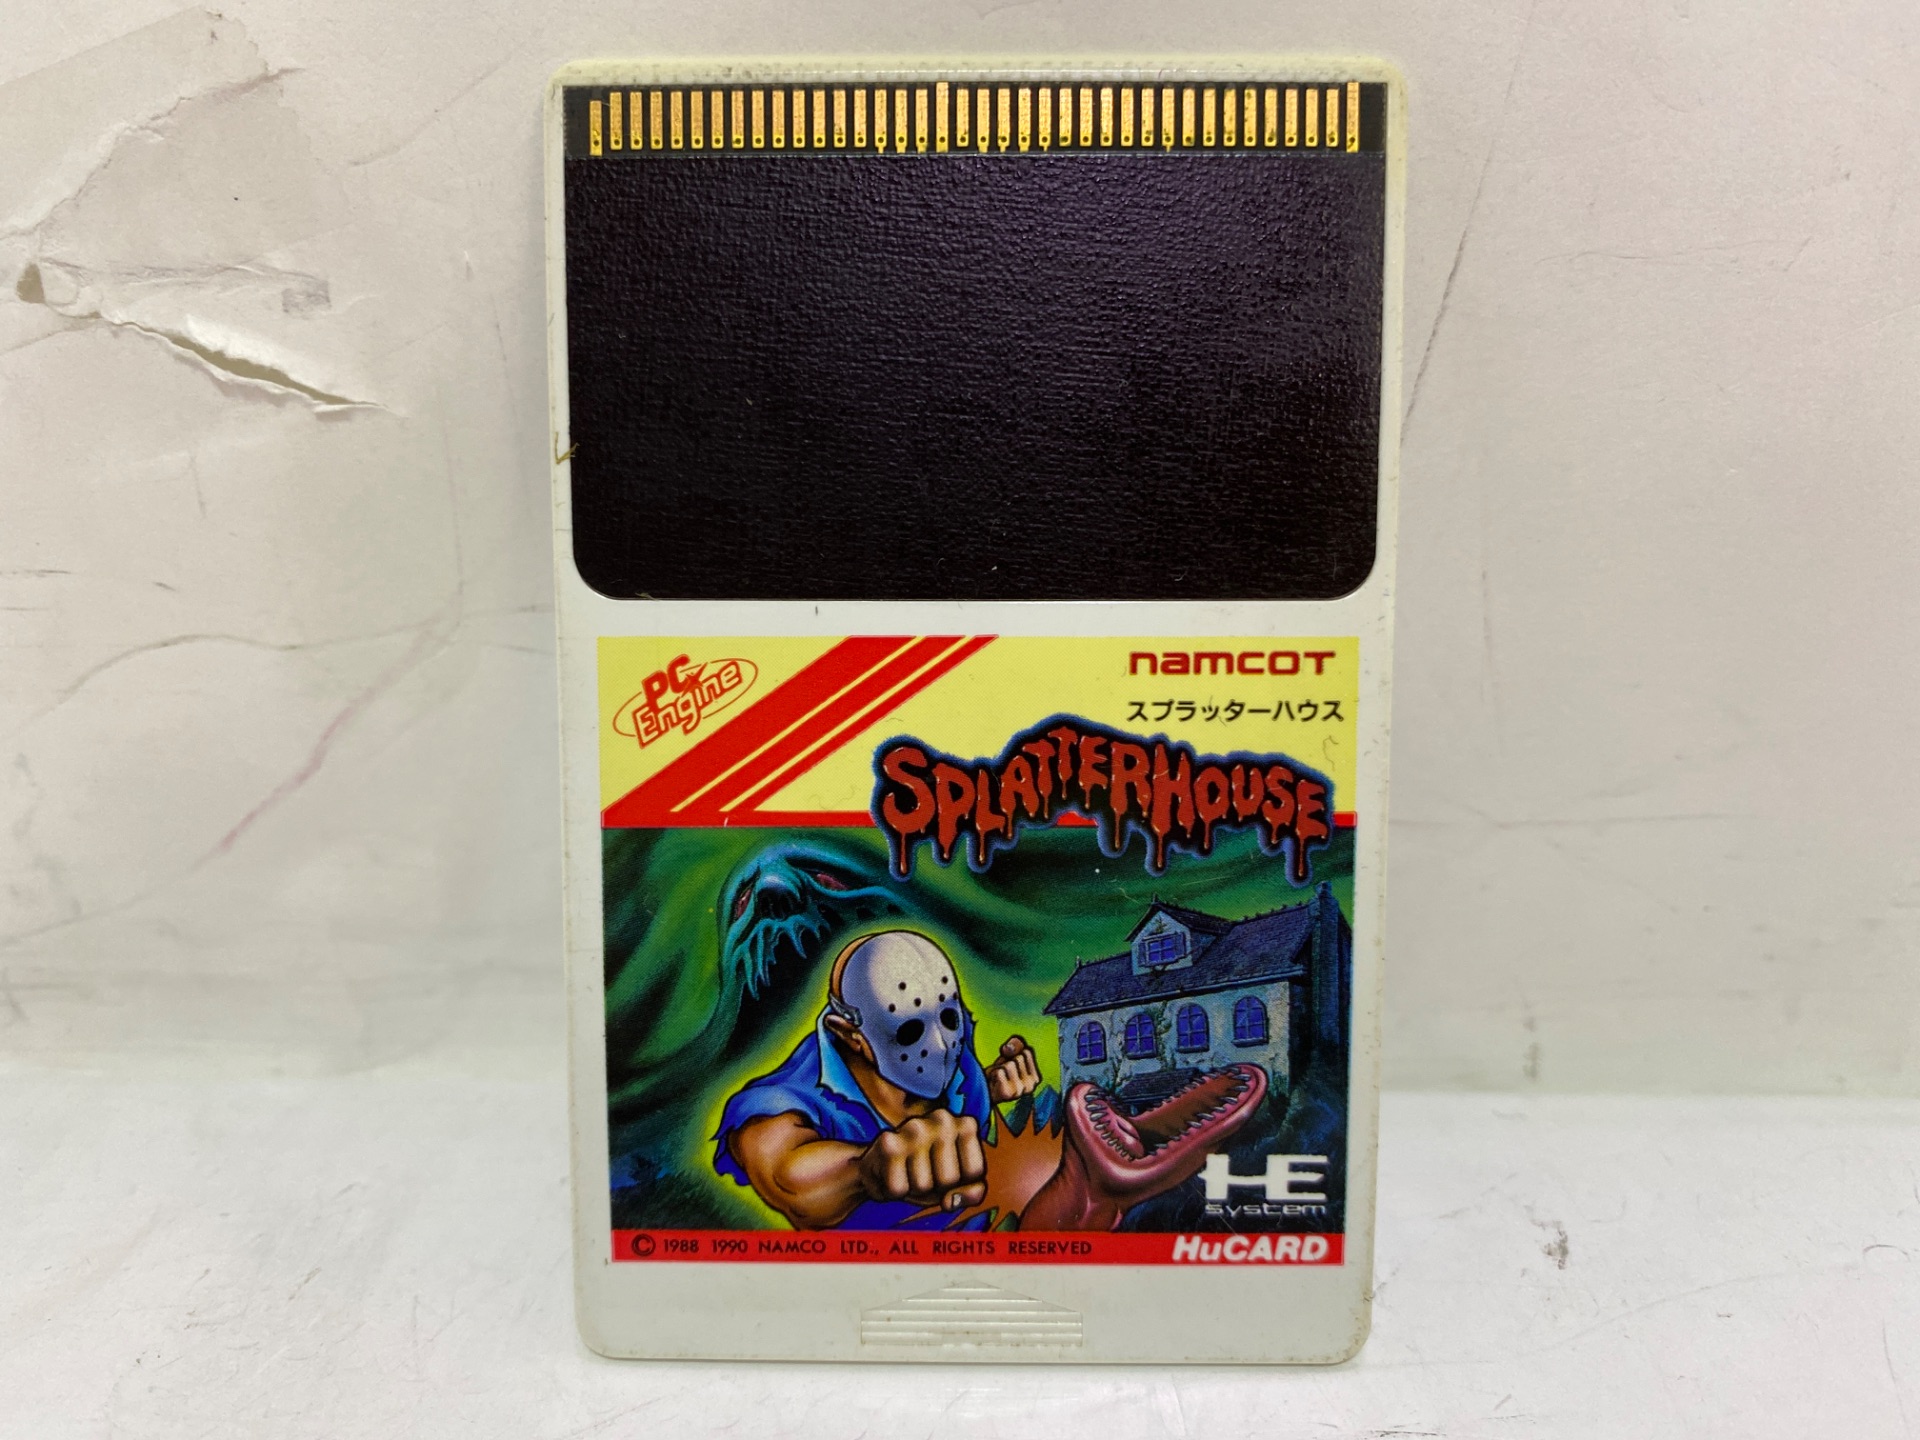 PC Engine
namcoT
スプラッターハウス
SPLATTERHOUSE
HE
system
© 1988 1990 NAMCO LTD., ALL RIGHTS RESERVED
HuCARD